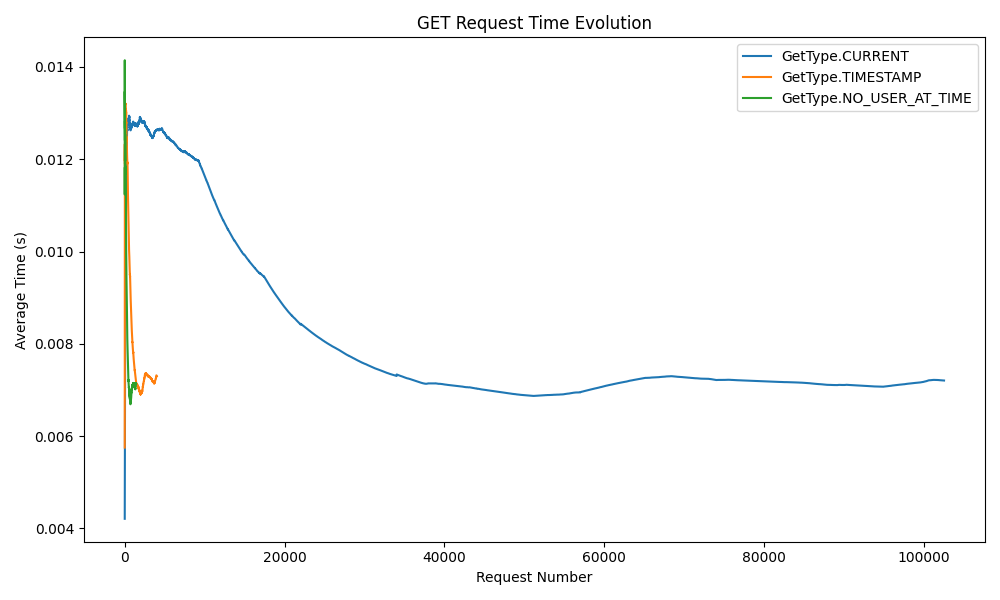 GET Request Time Evolution
GetType.CURRENT
GetType.TIMESTAMP
GetType.NO_USER_AT_TIME
Average Time (s)
0.014
0.012
0.010
0.008
0.006
0.004
0
20000
40000
60000
80000
100000
Request Number